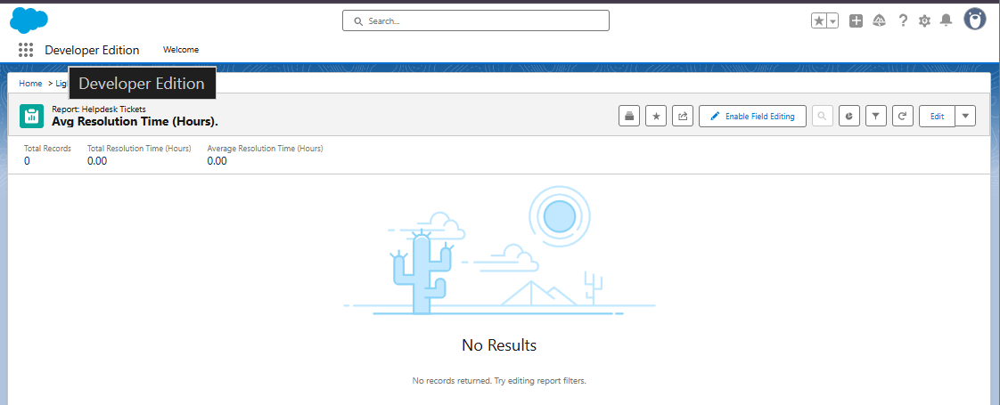 Search...
Developer Edition
Welcome
Home > Lig
Developer Edition
Report: Helpdesk Tickets
Avg Resolution Time (Hours).
Enable Field Editing
Edit
Total Records
0
Total Resolution Time (Hours)
0.00
Average Resolution Time (Hours)
0.00
No Results
No records returned. Try editing report filters.